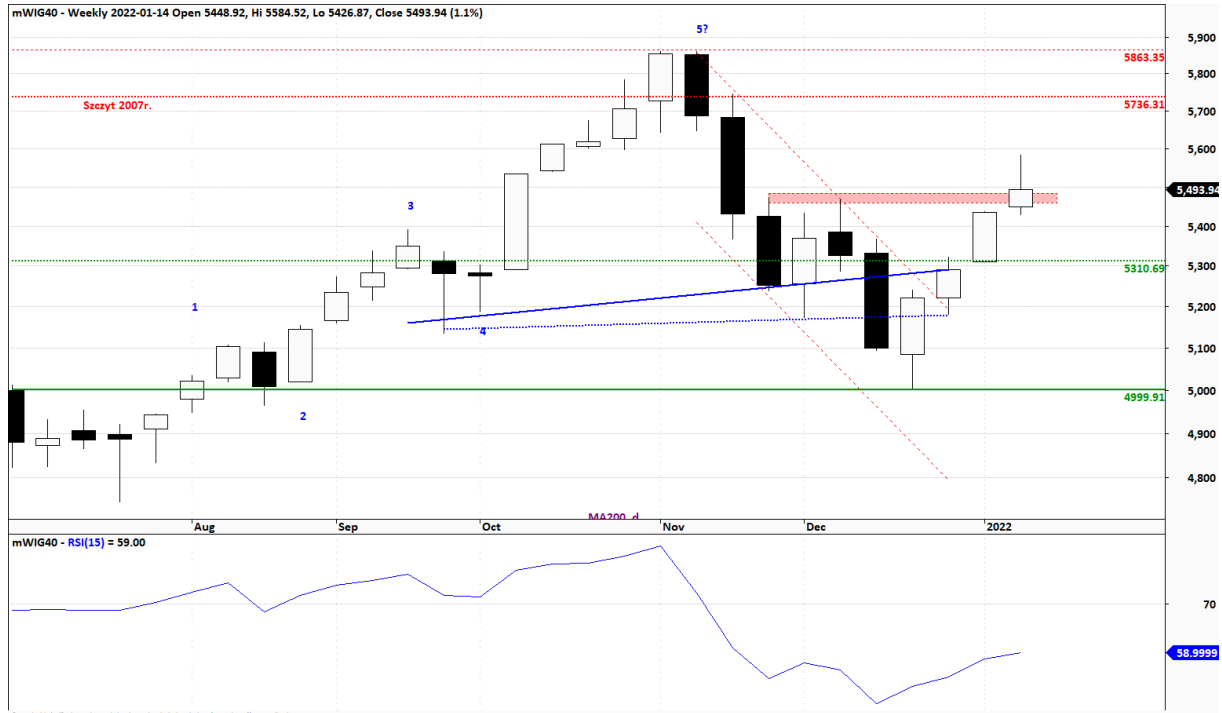 mWIG40 - Weekly 2022-01-14 Open 5448.92, Hi 5584.52, Lo 5426.87, Close 5493.94 (1.1%)
5?
5,900
5863.35
5,800
Szczyt 2007r.
5736.31
5,700
5,600
5,493.94
3
5,400
5310.69
5,300
1
5,200
4
5,100
5,000
4999.91
2
4,900
4,800
MA200_d
Aug
Sep
Oct
Nov
Dec
2022
mWIG40 - RSI(15) = 59.00
70
58.9999